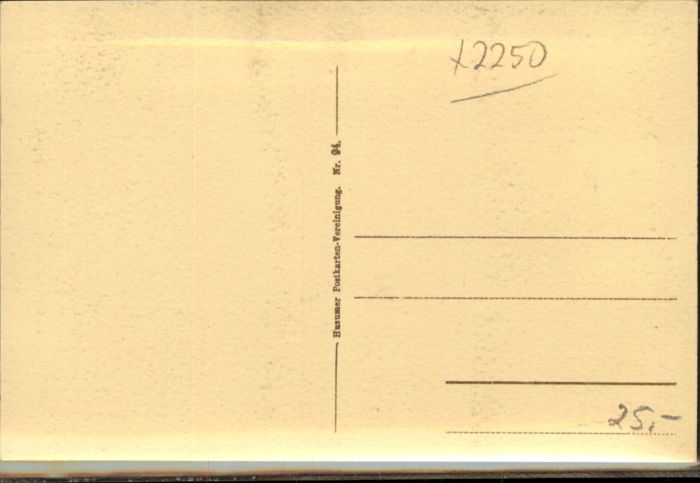 x2250
Husumer Postkarten-Vereinigung. Nr. 94.
25,-